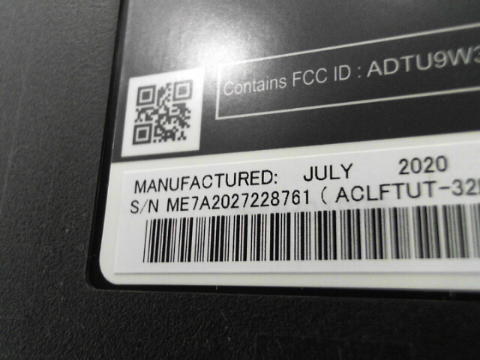 Contains FCC ID : ADTU9W3
MANUFACTURED: JULY 2020
S/N ME7A2027228761 ( ACLFTUT-32